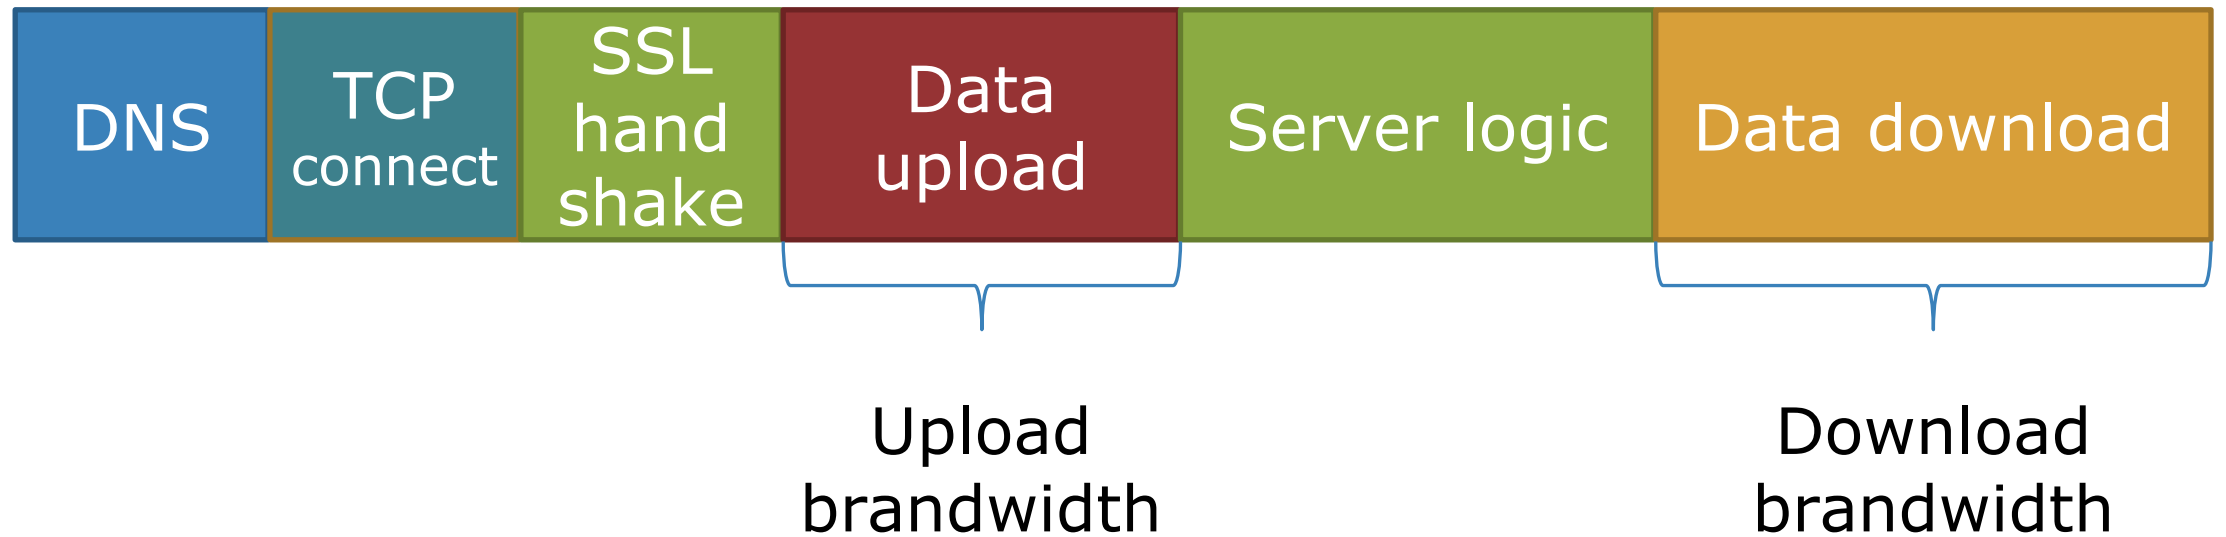 DNS
TCP
connect
SSL
hand
shake
Data
upload
Server logic
Data download
Upload
brandwidth
Download
brandwidth